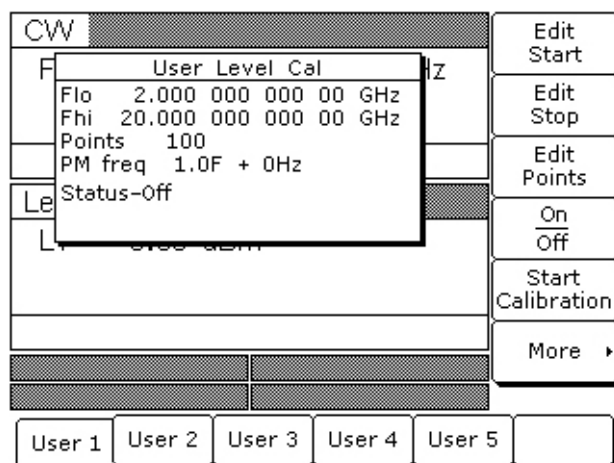 CW
F
Hz
User Level Cal
Flo 2.000 000 000 00 GHz
Fhi 20.000 000 000 00 GHz
Points 100
PM freq 1.0F + 0Hz
Status-Off
Le
Edit
Start
Edit
Stop
Edit
Points
On
Off
Start
Calibration
More
User 1
User 2
User 3
User 4
User 5